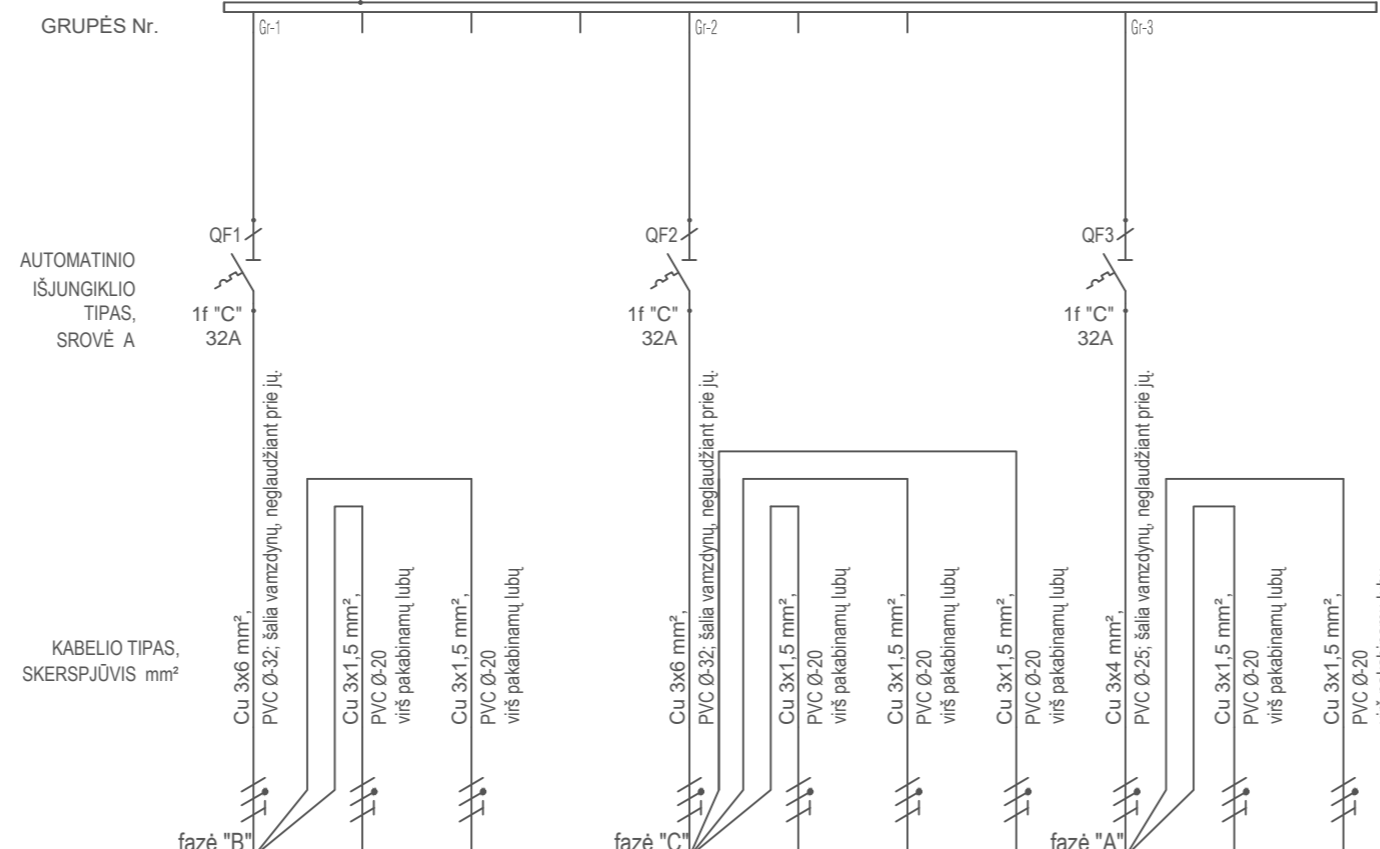 GRUPĖS Nr.
Gr-1
Gr-2
Gr-3
QF1
QF2
QF3
AUTOMATINIO
IŠJUNGIKLIO
TIPAS,
SROVĖ A
1f "C"
32A
1f "C"
32A
1f "C"
32A
KABELIO TIPAS,
SKERSPJŪVIS mm²
Cu 3x6 mm²,
PVC Ø-32; šalia vamzdynų, neglaudžiant prie jų.
Cu 3x1,5 mm²,
PVC Ø-20
virš pakabinamų lubų
Cu 3x1,5 mm²,
PVC Ø-20
virš pakabinamų lubų
Cu 3x6 mm²,
PVC Ø-32; šalia vamzdynų, neglaudžiant prie jų.
Cu 3x1,5 mm²,
PVC Ø-20
virš pakabinamų lubų
Cu 3x1,5 mm²,
PVC Ø-20
virš pakabinamų lubų
Cu 3x1,5 mm²,
PVC Ø-20
virš pakabinamų lubų
Cu 3x4 mm²,
PVC Ø-25; šalia vamzdynų, neglaudžiant prie jų.
Cu 3x1,5 mm²,
PVC Ø-20
virš pakabinamų lubų
Cu 3x1,5 mm²,
PVC Ø-20
fazė "B"
fazė "C"
fazė "A"